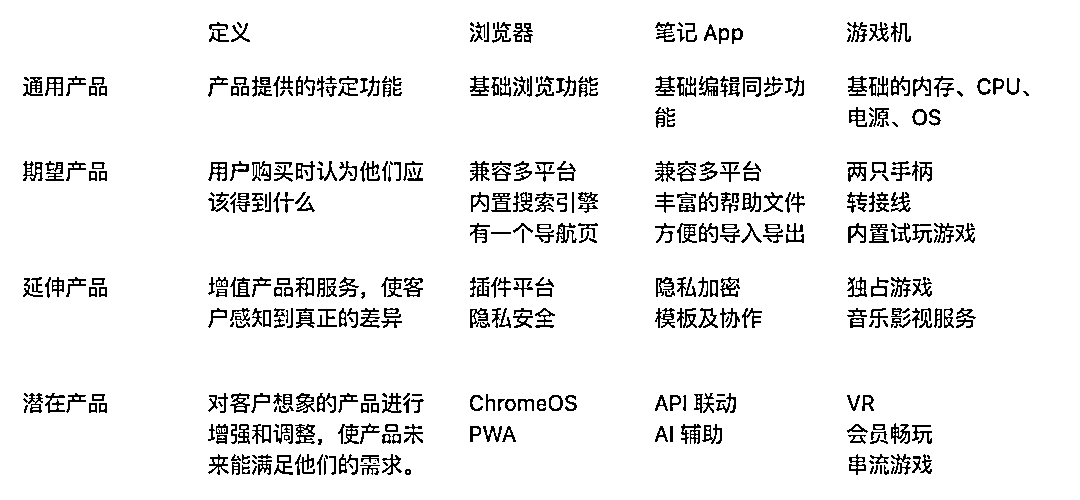 定义 浏览器 笔记 App 游戏机
通用产品 产品提供的特定功能 基础浏览功能 基础编辑同步功 基础的内存、CPU、
能 电源、OS
期望产品 用户购买时认为他们应 兼容多平台 兼容多平台 两只手柄
该得到什么 内置搜索引擎 丰富的帮助文件 转接线
有一个导航页 方便的导入导出 内置试玩游戏
延伸产品 增值产品和服务，使客 插件平台 隐私加密 独占游戏
户感知到真正的差异 隐私安全 模板及协作 音乐影视服务
潜在产品 对客户想象的产品进行 ChromeOS API 联动 VR
增强和调整，使产品未 PWA AI 辅助 会员畅玩
来能满足他们的需求。 串流游戏